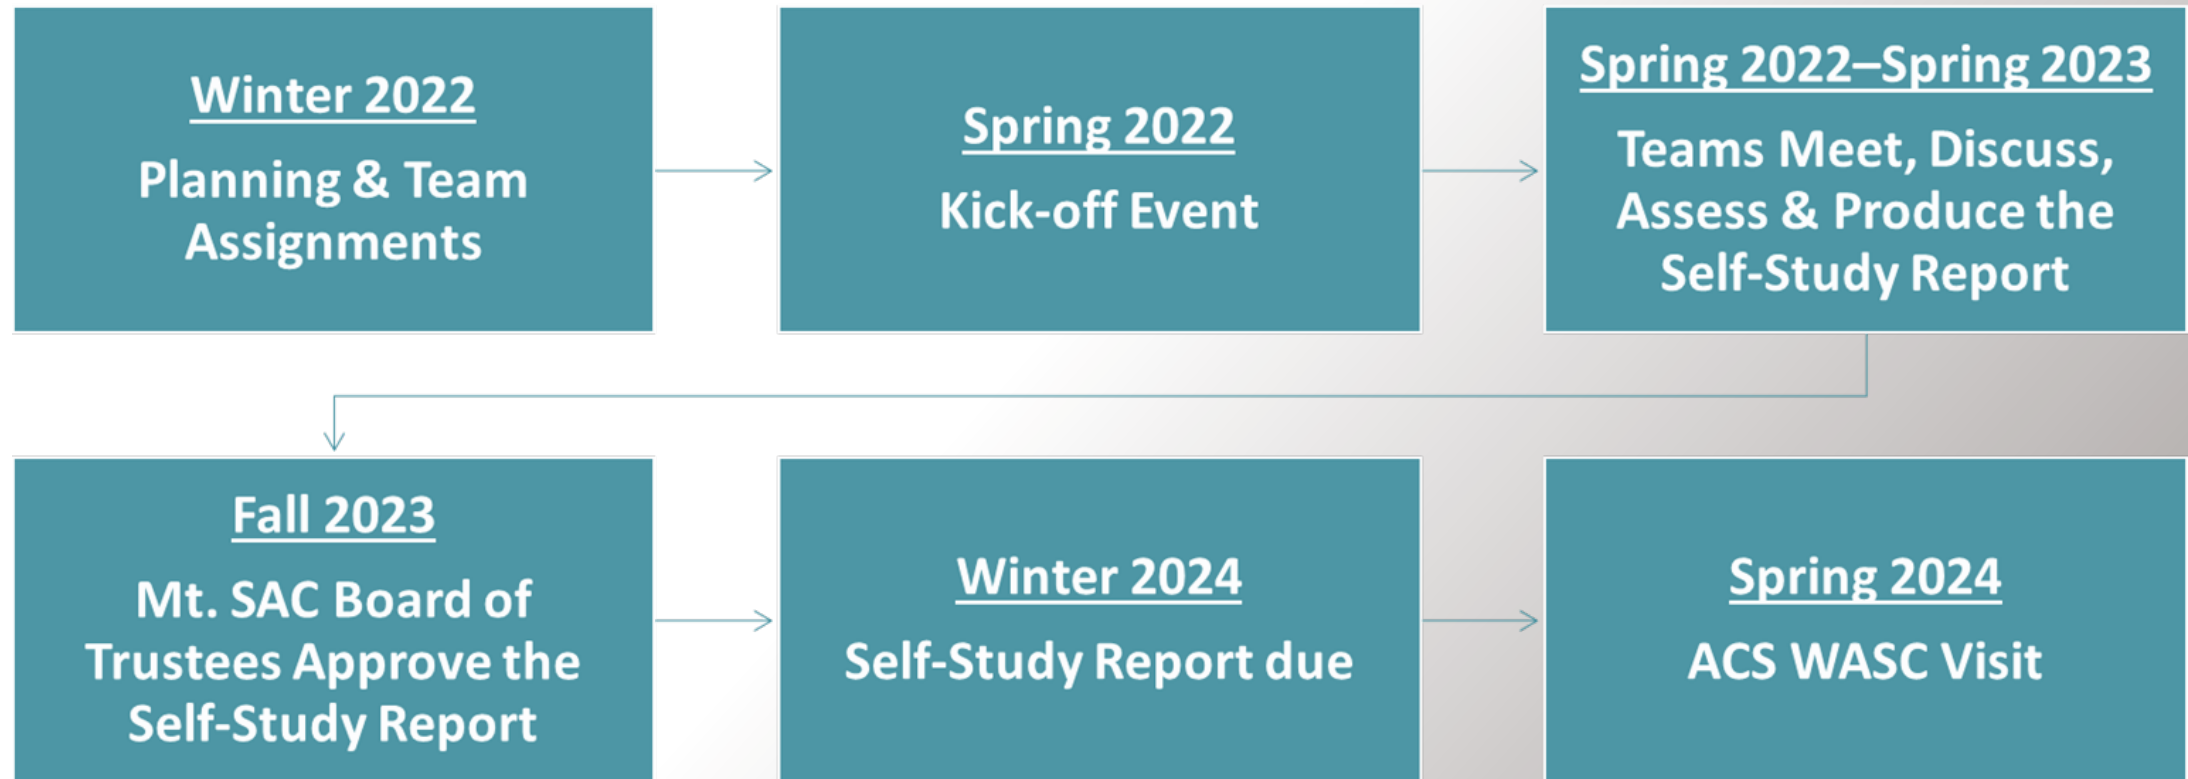 Winter 2022
Planning & Team
Assignments
Spring 2022
Kick-off Event
Spring 2022–Spring 2023
Teams Meet, Discuss,
Assess & Produce the
Self-Study Report
Fall 2023
Mt. SAC Board of
Trustees Approve the
Self-Study Report
Winter 2024
Self-Study Report due
Spring 2024
ACS WASC Visit